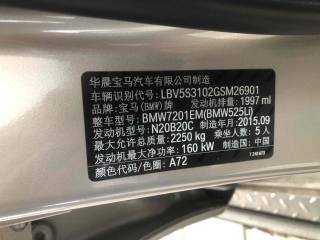 华晨宝马汽车有限公司制造
车辆识别代号: LBV5S3102GSM26901
品牌: 宝马(BMW)牌 发动机排量: 1997 ml
整车型号: BMW7201EM(BMW525Li)
发动机型号: N20B20C 制造年月: 2015.09
最大允许总质量: 2250 kg 乘坐人数: 5 人
发动机最大净功率: 160 kW 制造国: 中国
颜色代码/色圈: A72